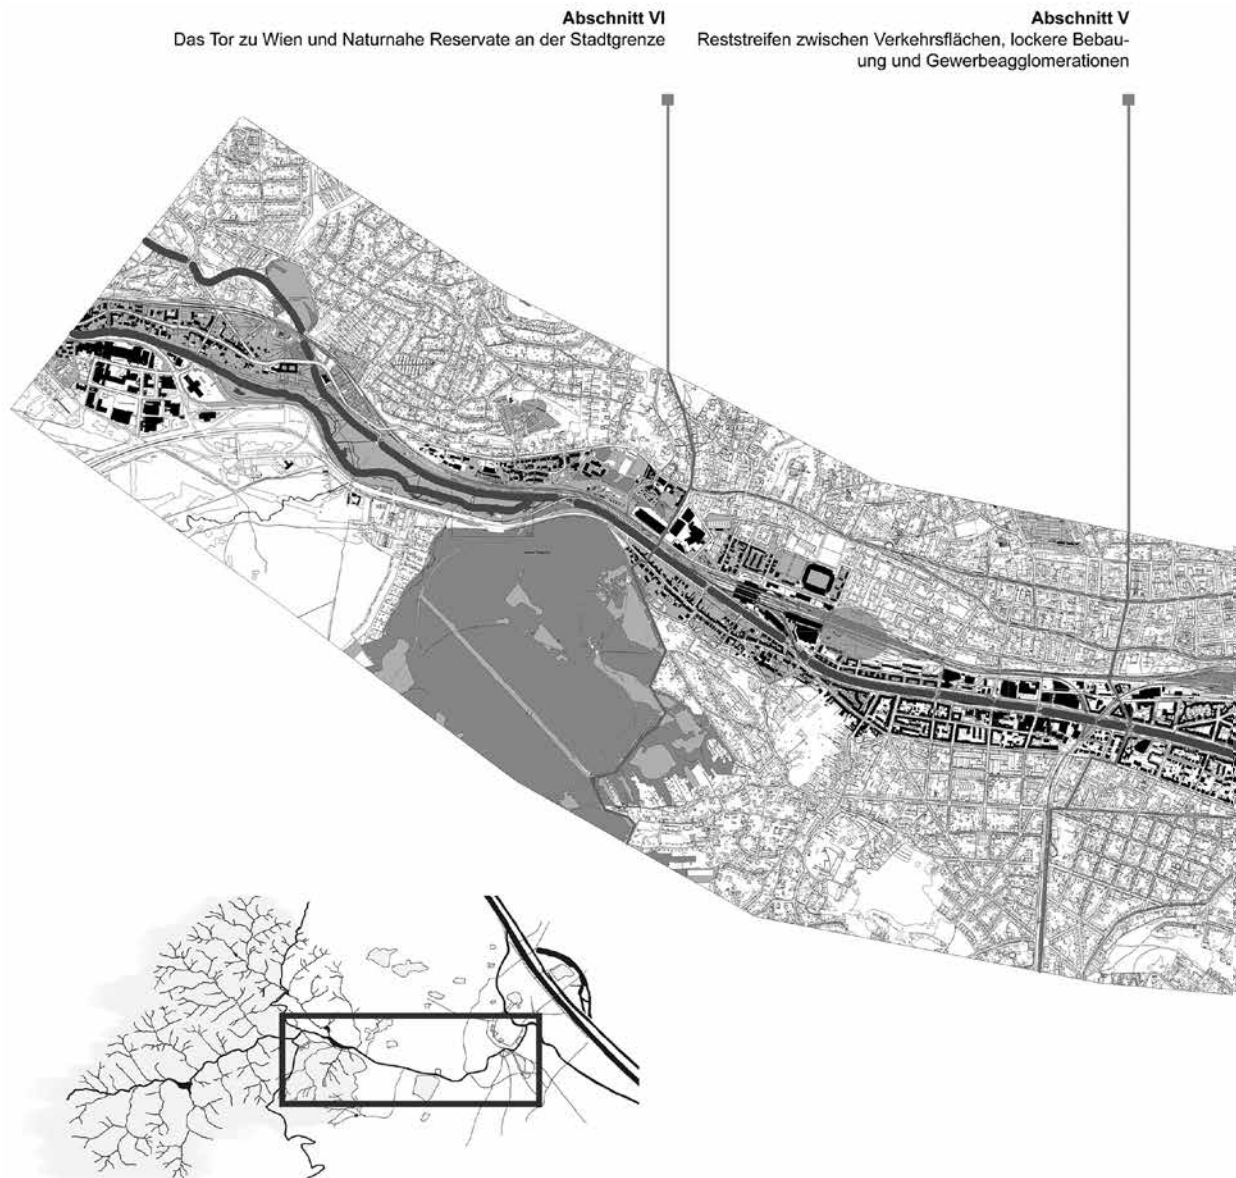 Abschnitt VI
Das Tor zu Wien und Naturnahe Reservate an der Stadtgrenze
Abschnitt V
Reststreifen zwischen Verkehrsflächen, lockere Bebau-
ung und Gewerbeagglomerationen